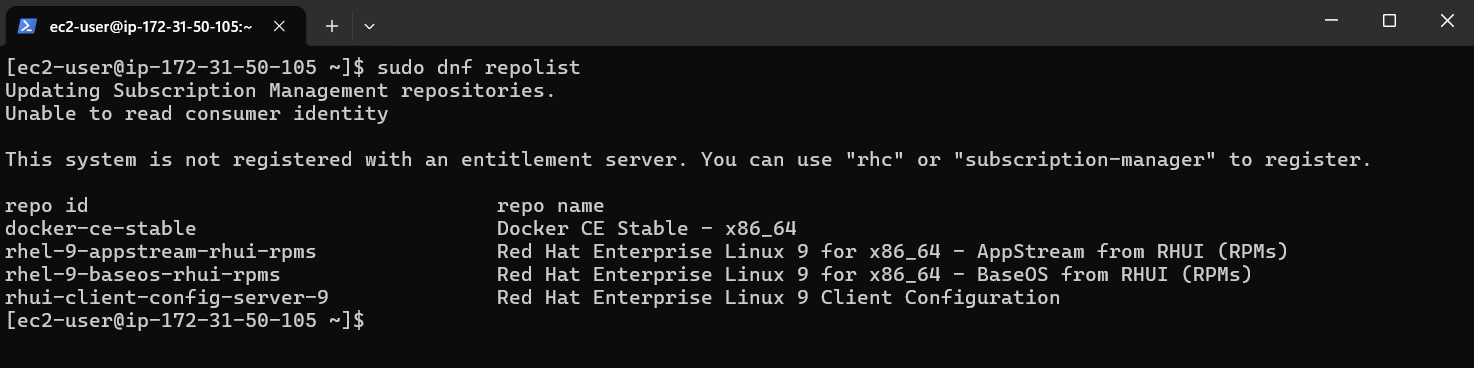 ec2-user@ip-172-31-50-105:~
[ec2-user@ip-172-31-50-105 ~]$ sudo dnf repolist
Updating Subscription Management repositories.
Unable to read consumer identity
This system is not registered with an entitlement server. You can use "rhc" or "subscription-manager" to register.
repo id                                  repo name
docker-ce-stable                         Docker CE Stable - x86_64
rhel-9-appstream-rhui-rpms               Red Hat Enterprise Linux 9 for x86_64 - AppStream from RHUI (RPMs)
rhel-9-baseos-rhui-rpms                  Red Hat Enterprise Linux 9 for x86_64 - BaseOS from RHUI (RPMs)
rhui-client-config-server-9              Red Hat Enterprise Linux 9 Client Configuration
[ec2-user@ip-172-31-50-105 ~]$